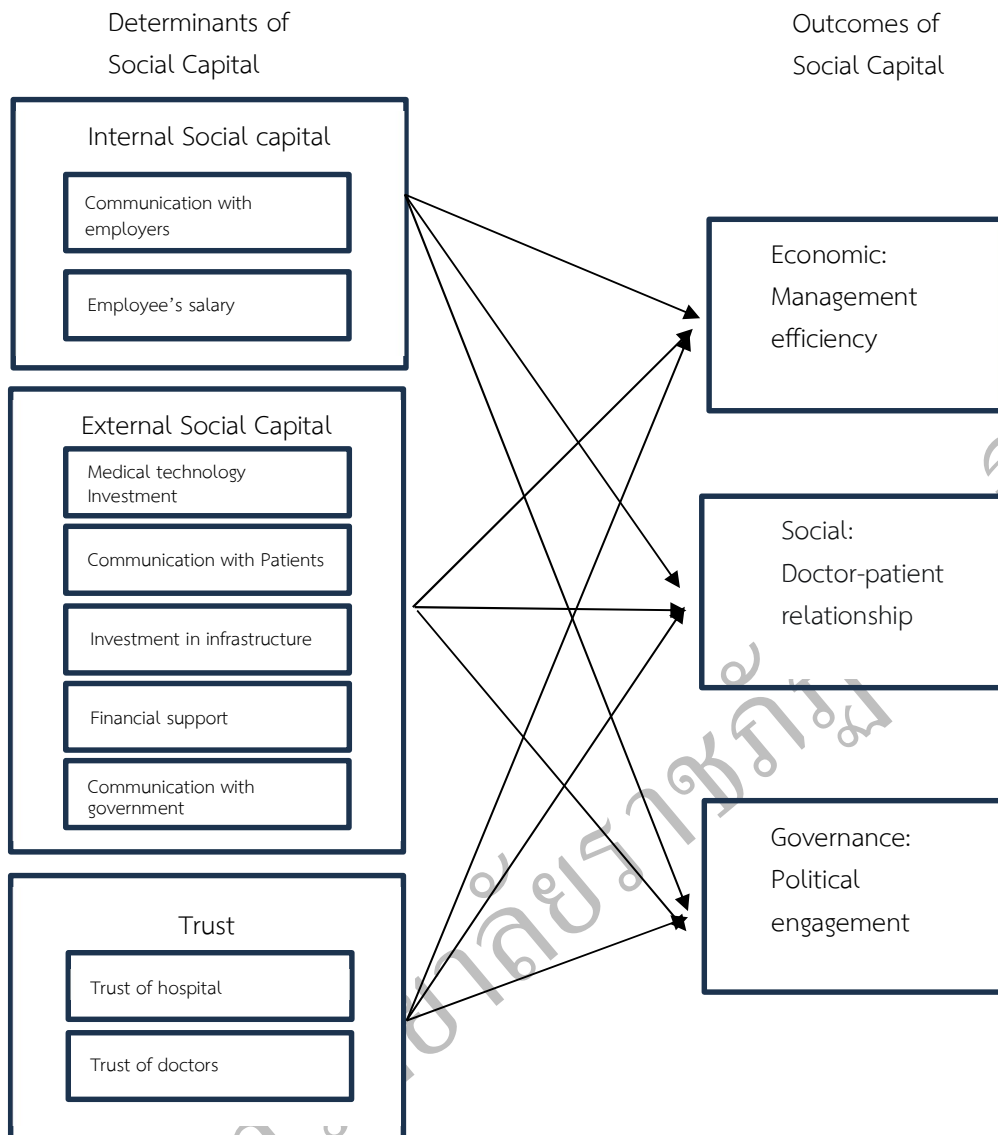 Determinants of
Social Capital
Outcomes of
Social Capital
Internal Social capital
Communication with
employers
Employee's salary
External Social Capital
Medical technology
Investment
Communication with Patients
Investment in infrastructure
Financial support
Communication with
government
Trust
Trust of hospital
Trust of doctors
Economic:
Management
efficiency
Social:
Doctor-patient
relationship
Governance:
Political
engagement